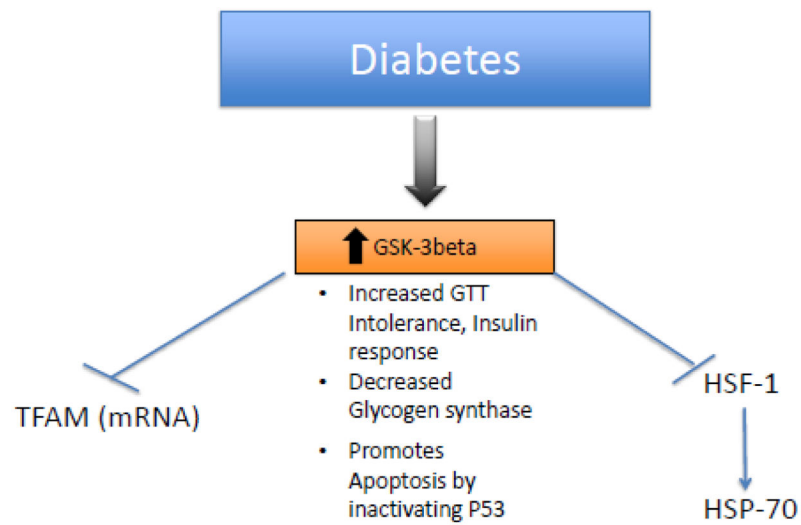 Diabetes
GSK-3beta
• Increased GTT
Intolerance, Insulin
response
• Decreased
Glycogen synthase
• Promotes
Apoptosis by
inactivating P53
TFAM (mRNA)
HSF-1
HSP-70